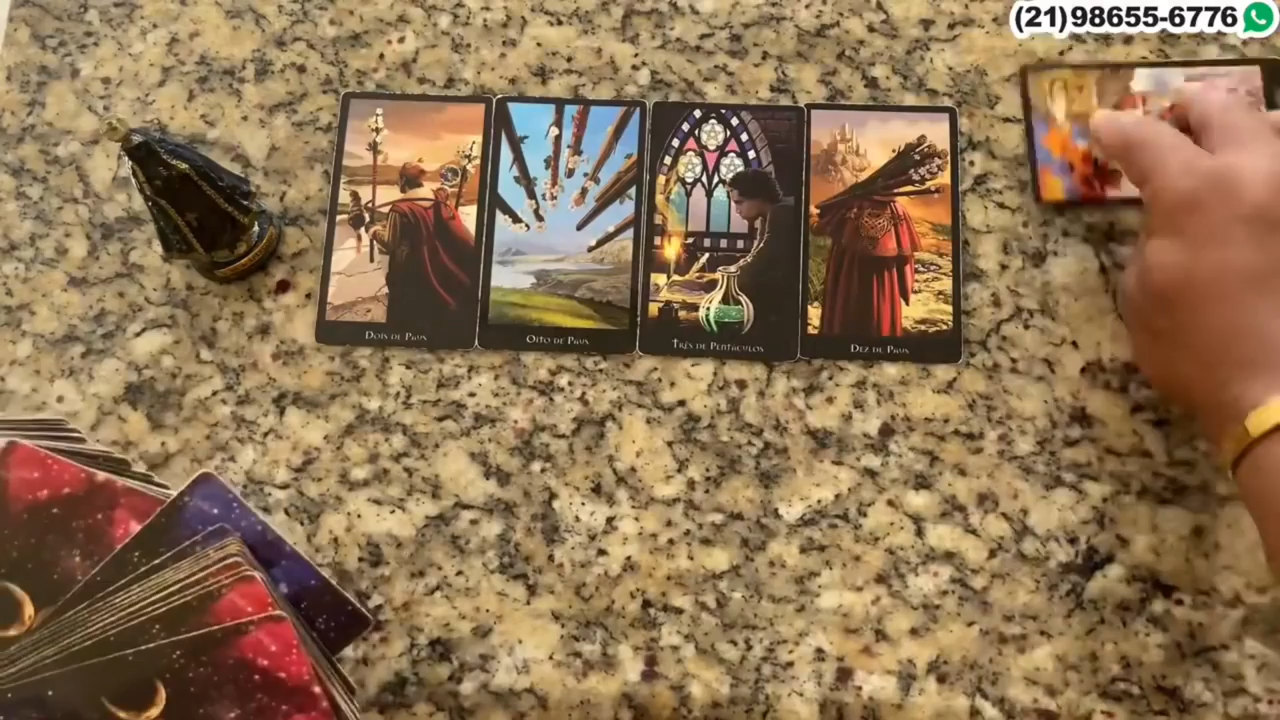 (21)98655-6776
Dois de Paus
Oito de Paus
Três de Pentáculos
Dez de Paus